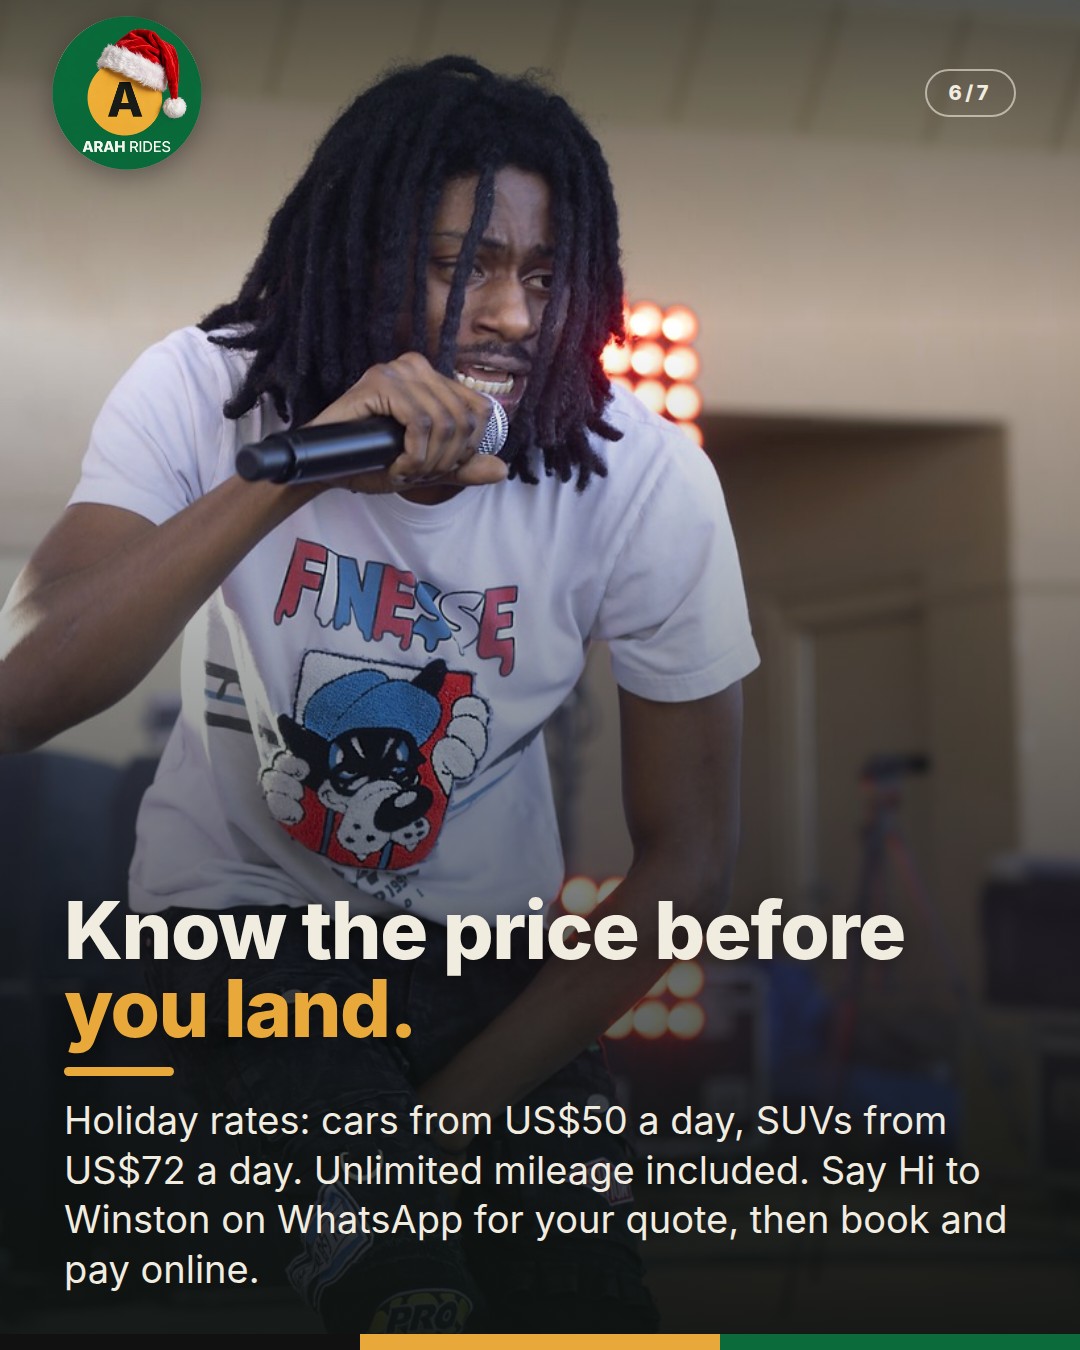 A
ARAH RIDES
6/7
FINESSE
Know the price before
you land.
Holiday rates: cars from US$50 a day, SUVs from
US$72 a day. Unlimited mileage included. Say Hi to
Winston on WhatsApp for your quote, then book and
pay online.
PRO